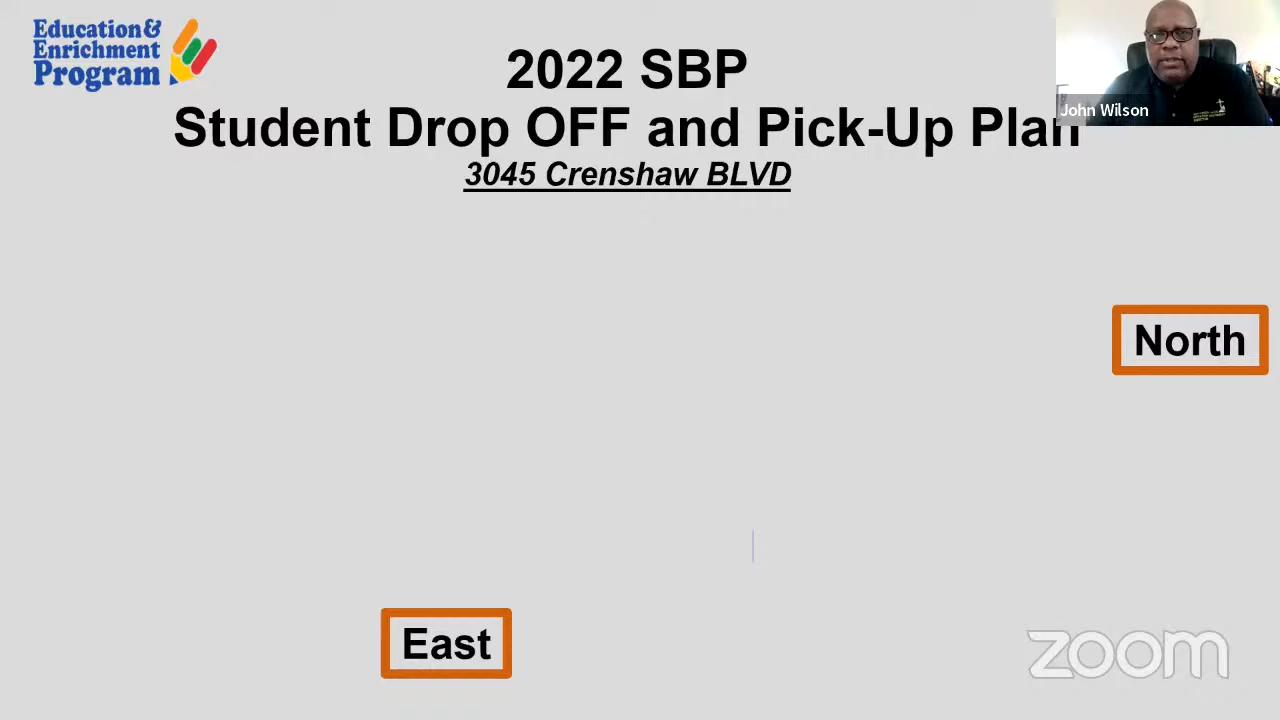 Education&
Enrichment
Program
2022 SBP
Student Drop OFF and Pick-Up Plan
3045 Crenshaw BLVD
John Wilson
North
East
zoom